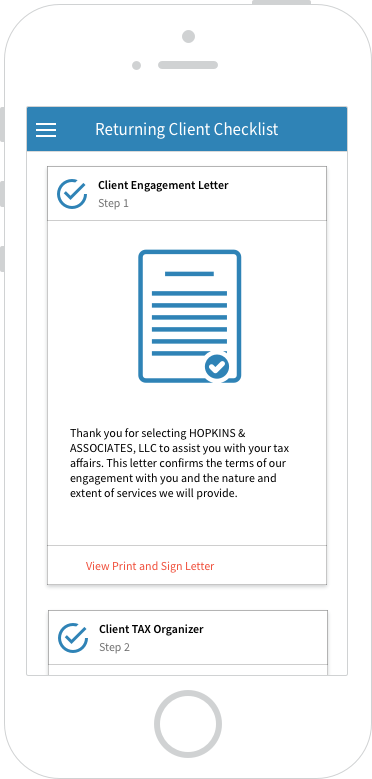 Returning Client Checklist
Client Engagement Letter
Step 1
Thank you for selecting HOPKINS &
ASSOCIATES, LLC to assist you with your tax
affairs. This letter confirms the terms of our
engagement with you and the nature and
extent of services we will provide.
View Print and Sign Letter
Client TAX Organizer
Step 2